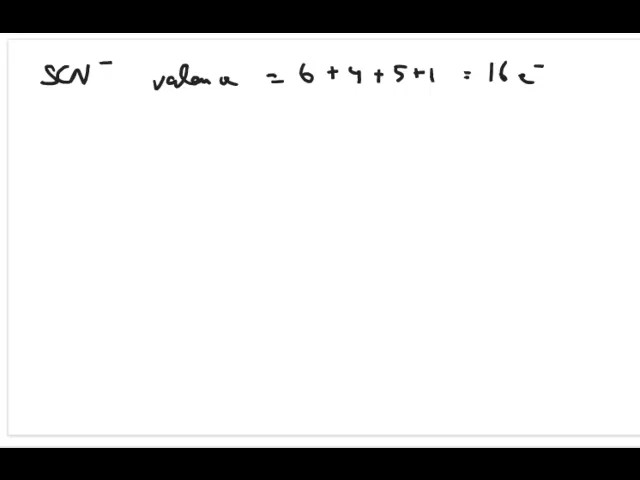 SCN⁻ valence = 6 + 4 + 5 + 1 = 16 e⁻